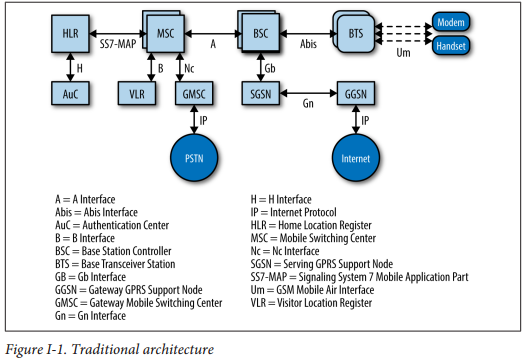 HLR
MSC
BSC
BTS
Modem
Handset
SS7-MAP
A
Abis
Um
H
B
Nc
Gb
AuC
VLR
GMSC
SGSN
GGSN
Gn
IP
IP
PSTN
Internet
A = A Interface
Abis = Abis Interface
AuC = Authentication Center
B = B Interface
BSC = Base Station Controller
BTS = Base Transceiver Station
GB = Gb Interface
GGSN = Gateway GPRS Support Node
GMSC = Gateway Mobile Switching Center
Gn = Gn Interface
H = H Interface
IP = Internet Protocol
HLR = Home Location Register
MSC = Mobile Switching Center
Nc = Nc Interface
SGSN = Serving GPRS Support Node
SS7-MAP = Signaling System 7 Mobile Application Part
Um = GSM Mobile Air Interface
VLR = Visitor Location Register
Figure I-1. Traditional architecture